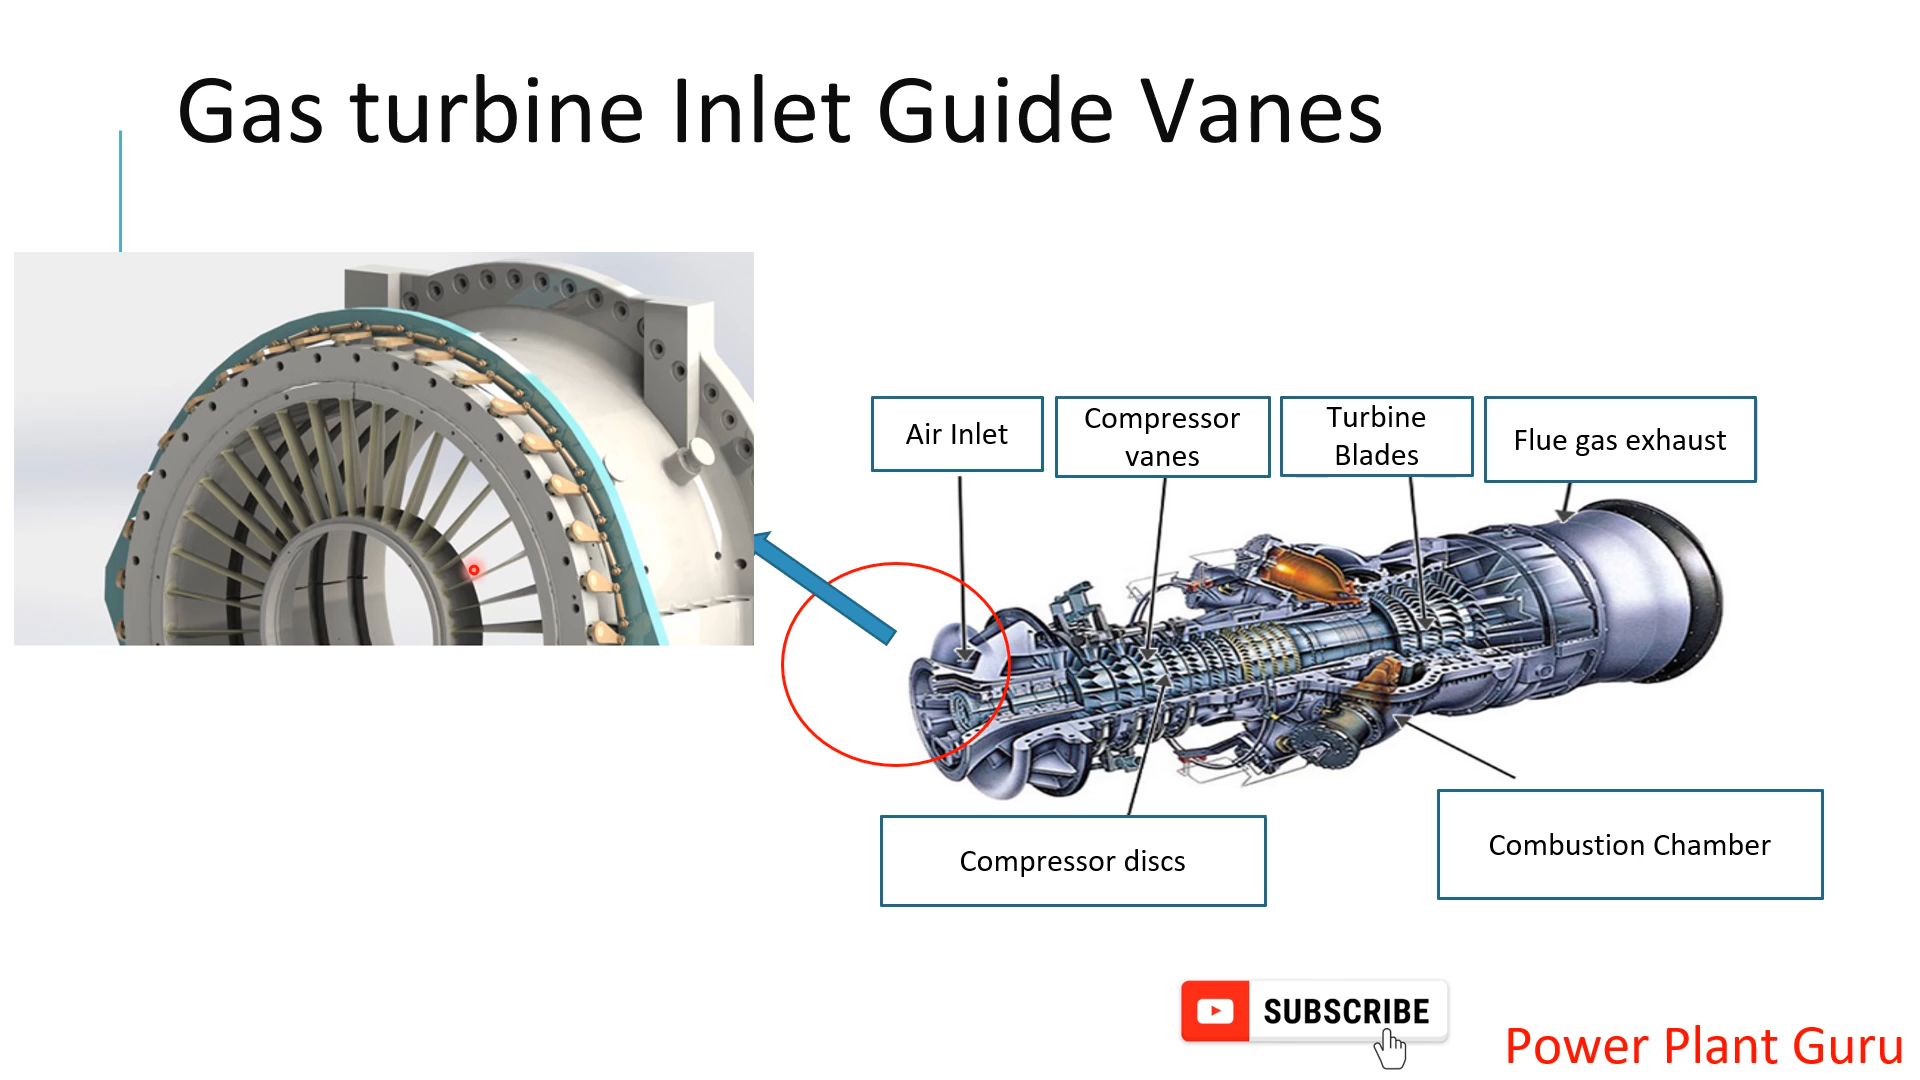 Gas turbine Inlet Guide Vanes
Air Inlet
Compressor
vanes
Turbine
Blades
Flue gas exhaust
Compressor discs
Combustion Chamber
SUBSCRIBE
Power Plant Guru